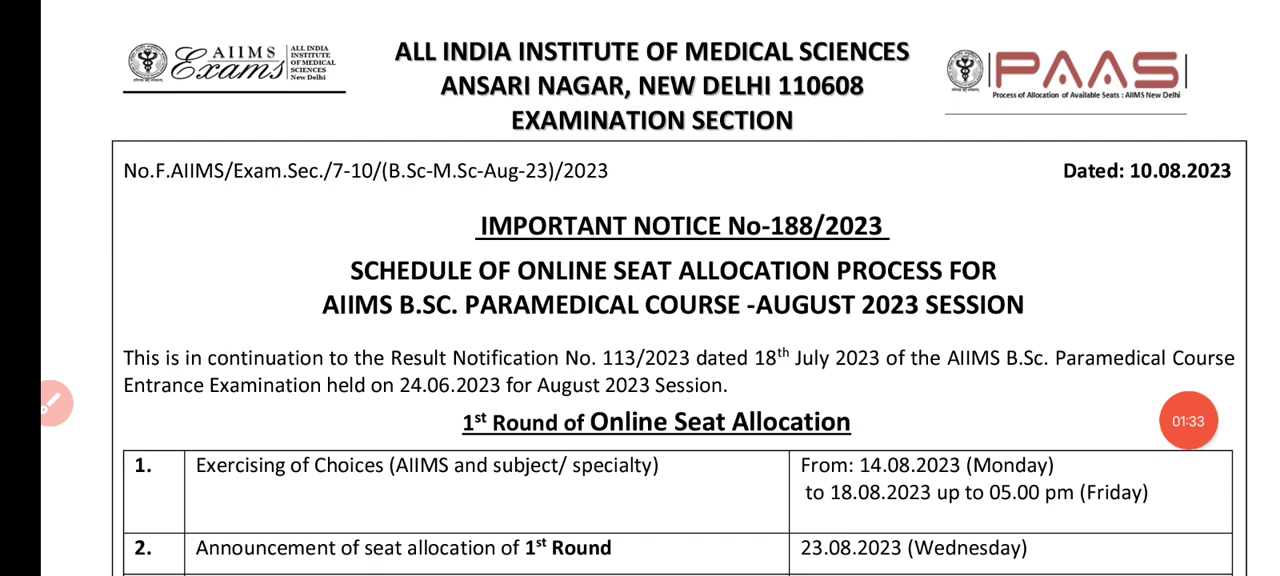 AIIMS
Exams
ALL INDIA
INSTITUTE
OF MEDICAL
SCIENCES
New Delhi
ALL INDIA INSTITUTE OF MEDICAL SCIENCES
ANSARI NAGAR, NEW DELHI 110608
EXAMINATION SECTION
PAAS
Process of Allocation of Available Seats : AIIMS New Delhi
No.F.AIIMS/Exam.Sec./7-10/(B.Sc-M.Sc-Aug-23)/2023 Dated: 10.08.2023
IMPORTANT NOTICE No-188/2023
SCHEDULE OF ONLINE SEAT ALLOCATION PROCESS FOR
AIIMS B.SC. PARAMEDICAL COURSE -AUGUST 2023 SESSION
This is in continuation to the Result Notification No. 113/2023 dated 18th July 2023 of the AIIMS B.Sc. Paramedical Course
Entrance Examination held on 24.06.2023 for August 2023 Session.
1st Round of Online Seat Allocation
01:33
1. Exercising of Choices (AIIMS and subject/ specialty) From: 14.08.2023 (Monday)
to 18.08.2023 up to 05.00 pm (Friday)
2. Announcement of seat allocation of 1st Round 23.08.2023 (Wednesday)